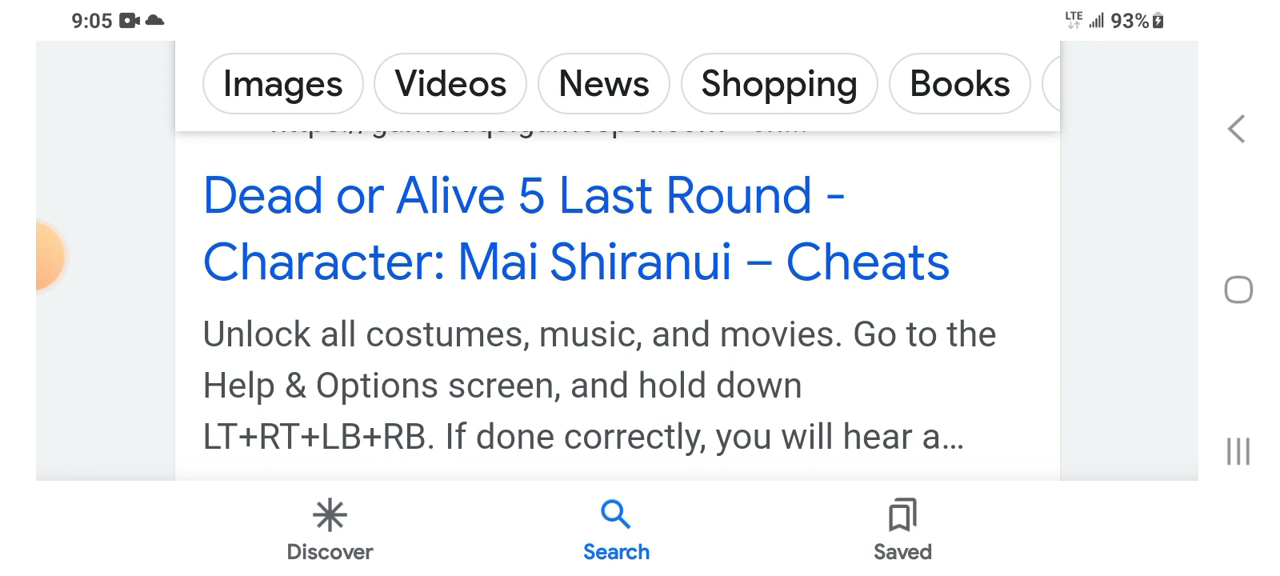 9:05 LTE 93%
Images Videos News Shopping Books
Dead or Alive 5 Last Round -
Character: Mai Shiranui – Cheats
Unlock all costumes, music, and movies. Go to the
Help & Options screen, and hold down
LT+RT+LB+RB. If done correctly, you will hear a...
Discover Search Saved